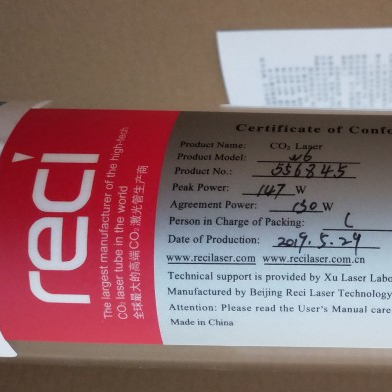 reci
The largest manufacturer of the high-tech
CO₂ laser tube in the world
全球最大的高端CO₂激光管生产商
Certificate of Confo
Product Name: CO₂ Laser
Product Model: W6
Product No.: 556845
Peak Power: 147 W
Agreement Power: 130 W
Person in Charge of Packing: L
Date of Production: 2019.5.29
www.recilaser.com www.recilaser.com.cn
Technical support is provided by Xu Laser Labo
Manufactured by Beijing Reci Laser Technology
Attention: Please read the User's Manual care
Made in China